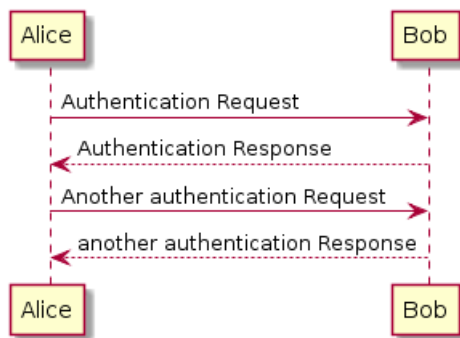 Alice Bob
Authentication Request
Authentication Response
Another authentication Request
another authentication Response
Alice Bob